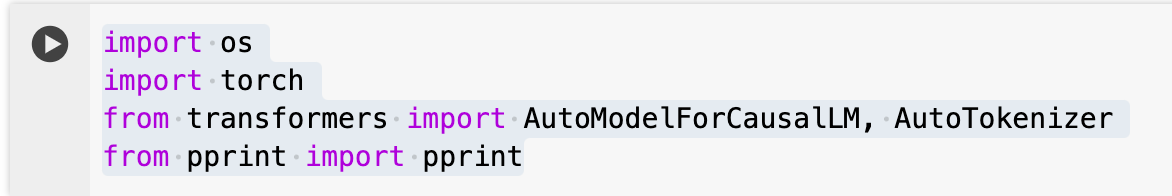 import os
import torch
from transformers import AutoModelForCausalLM, AutoTokenizer
from pprint import pprint